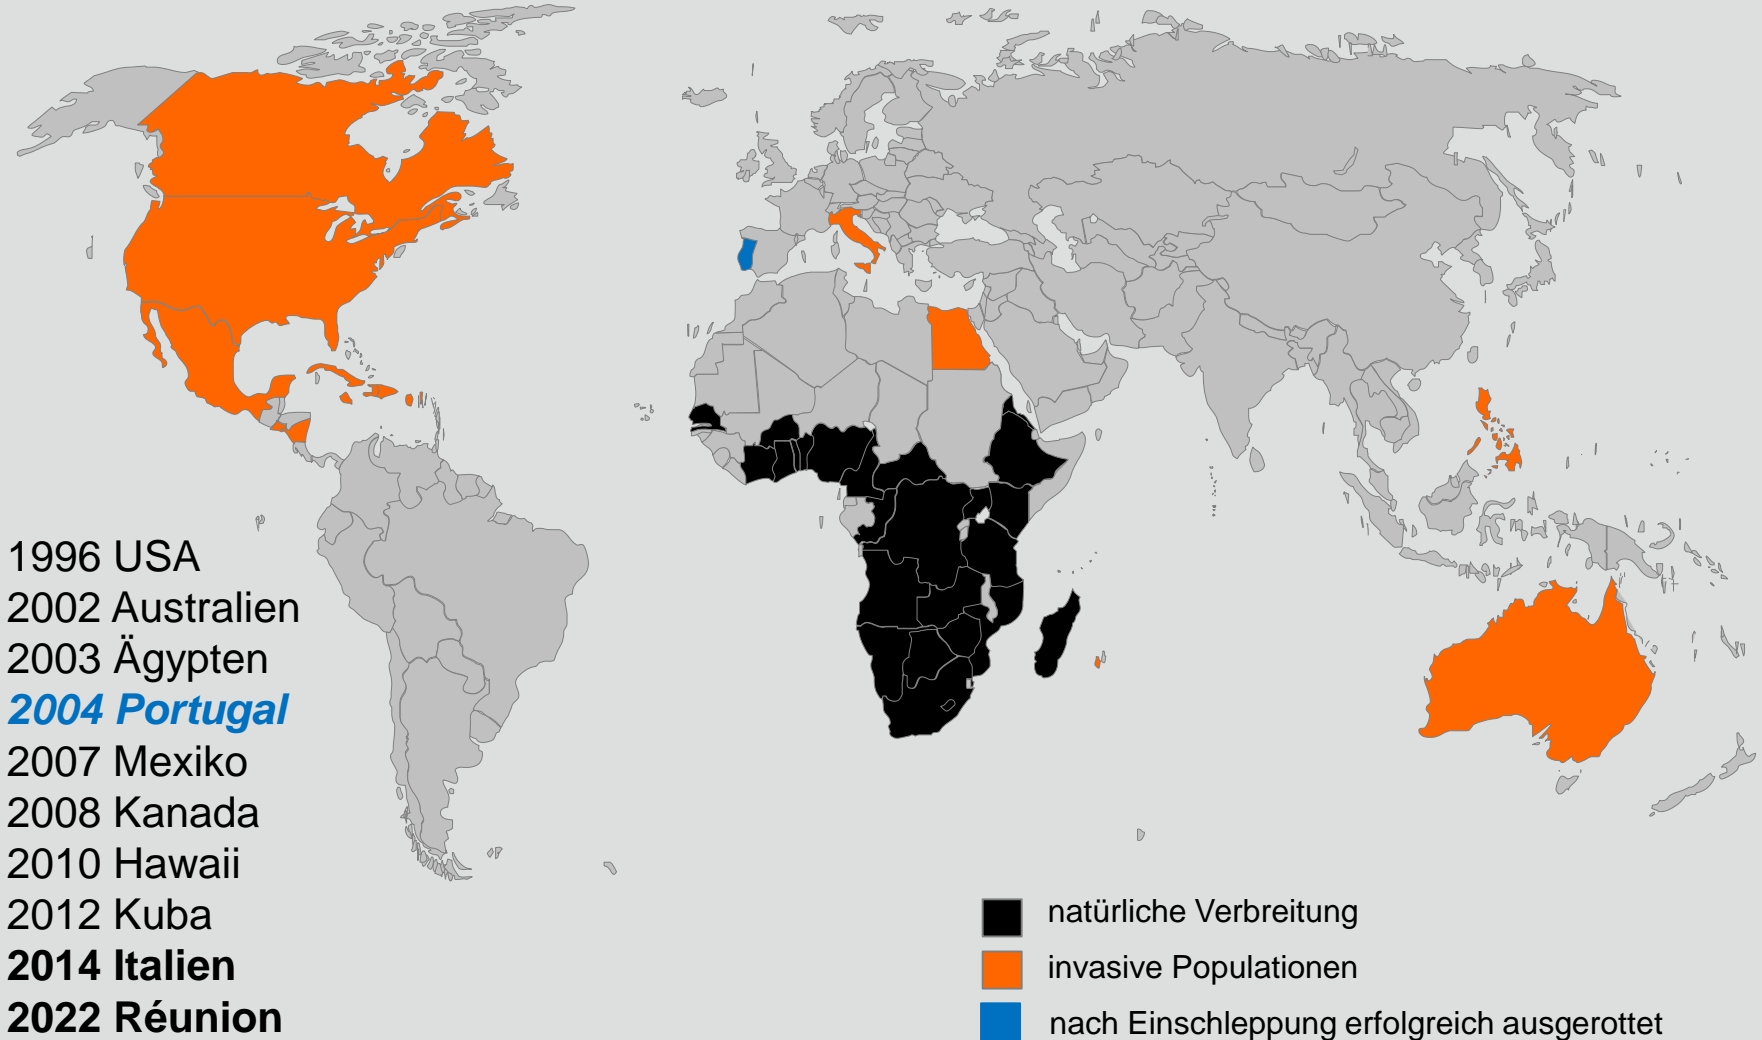 1996 USA
2002 Australien
2003 Ägypten
2004 Portugal
2007 Mexiko
2008 Kanada
2010 Hawaii
2012 Kuba
2014 Italien
2022 Réunion
natürliche Verbreitung
invasive Populationen
nach Einschleppung erfolgreich ausgerottet